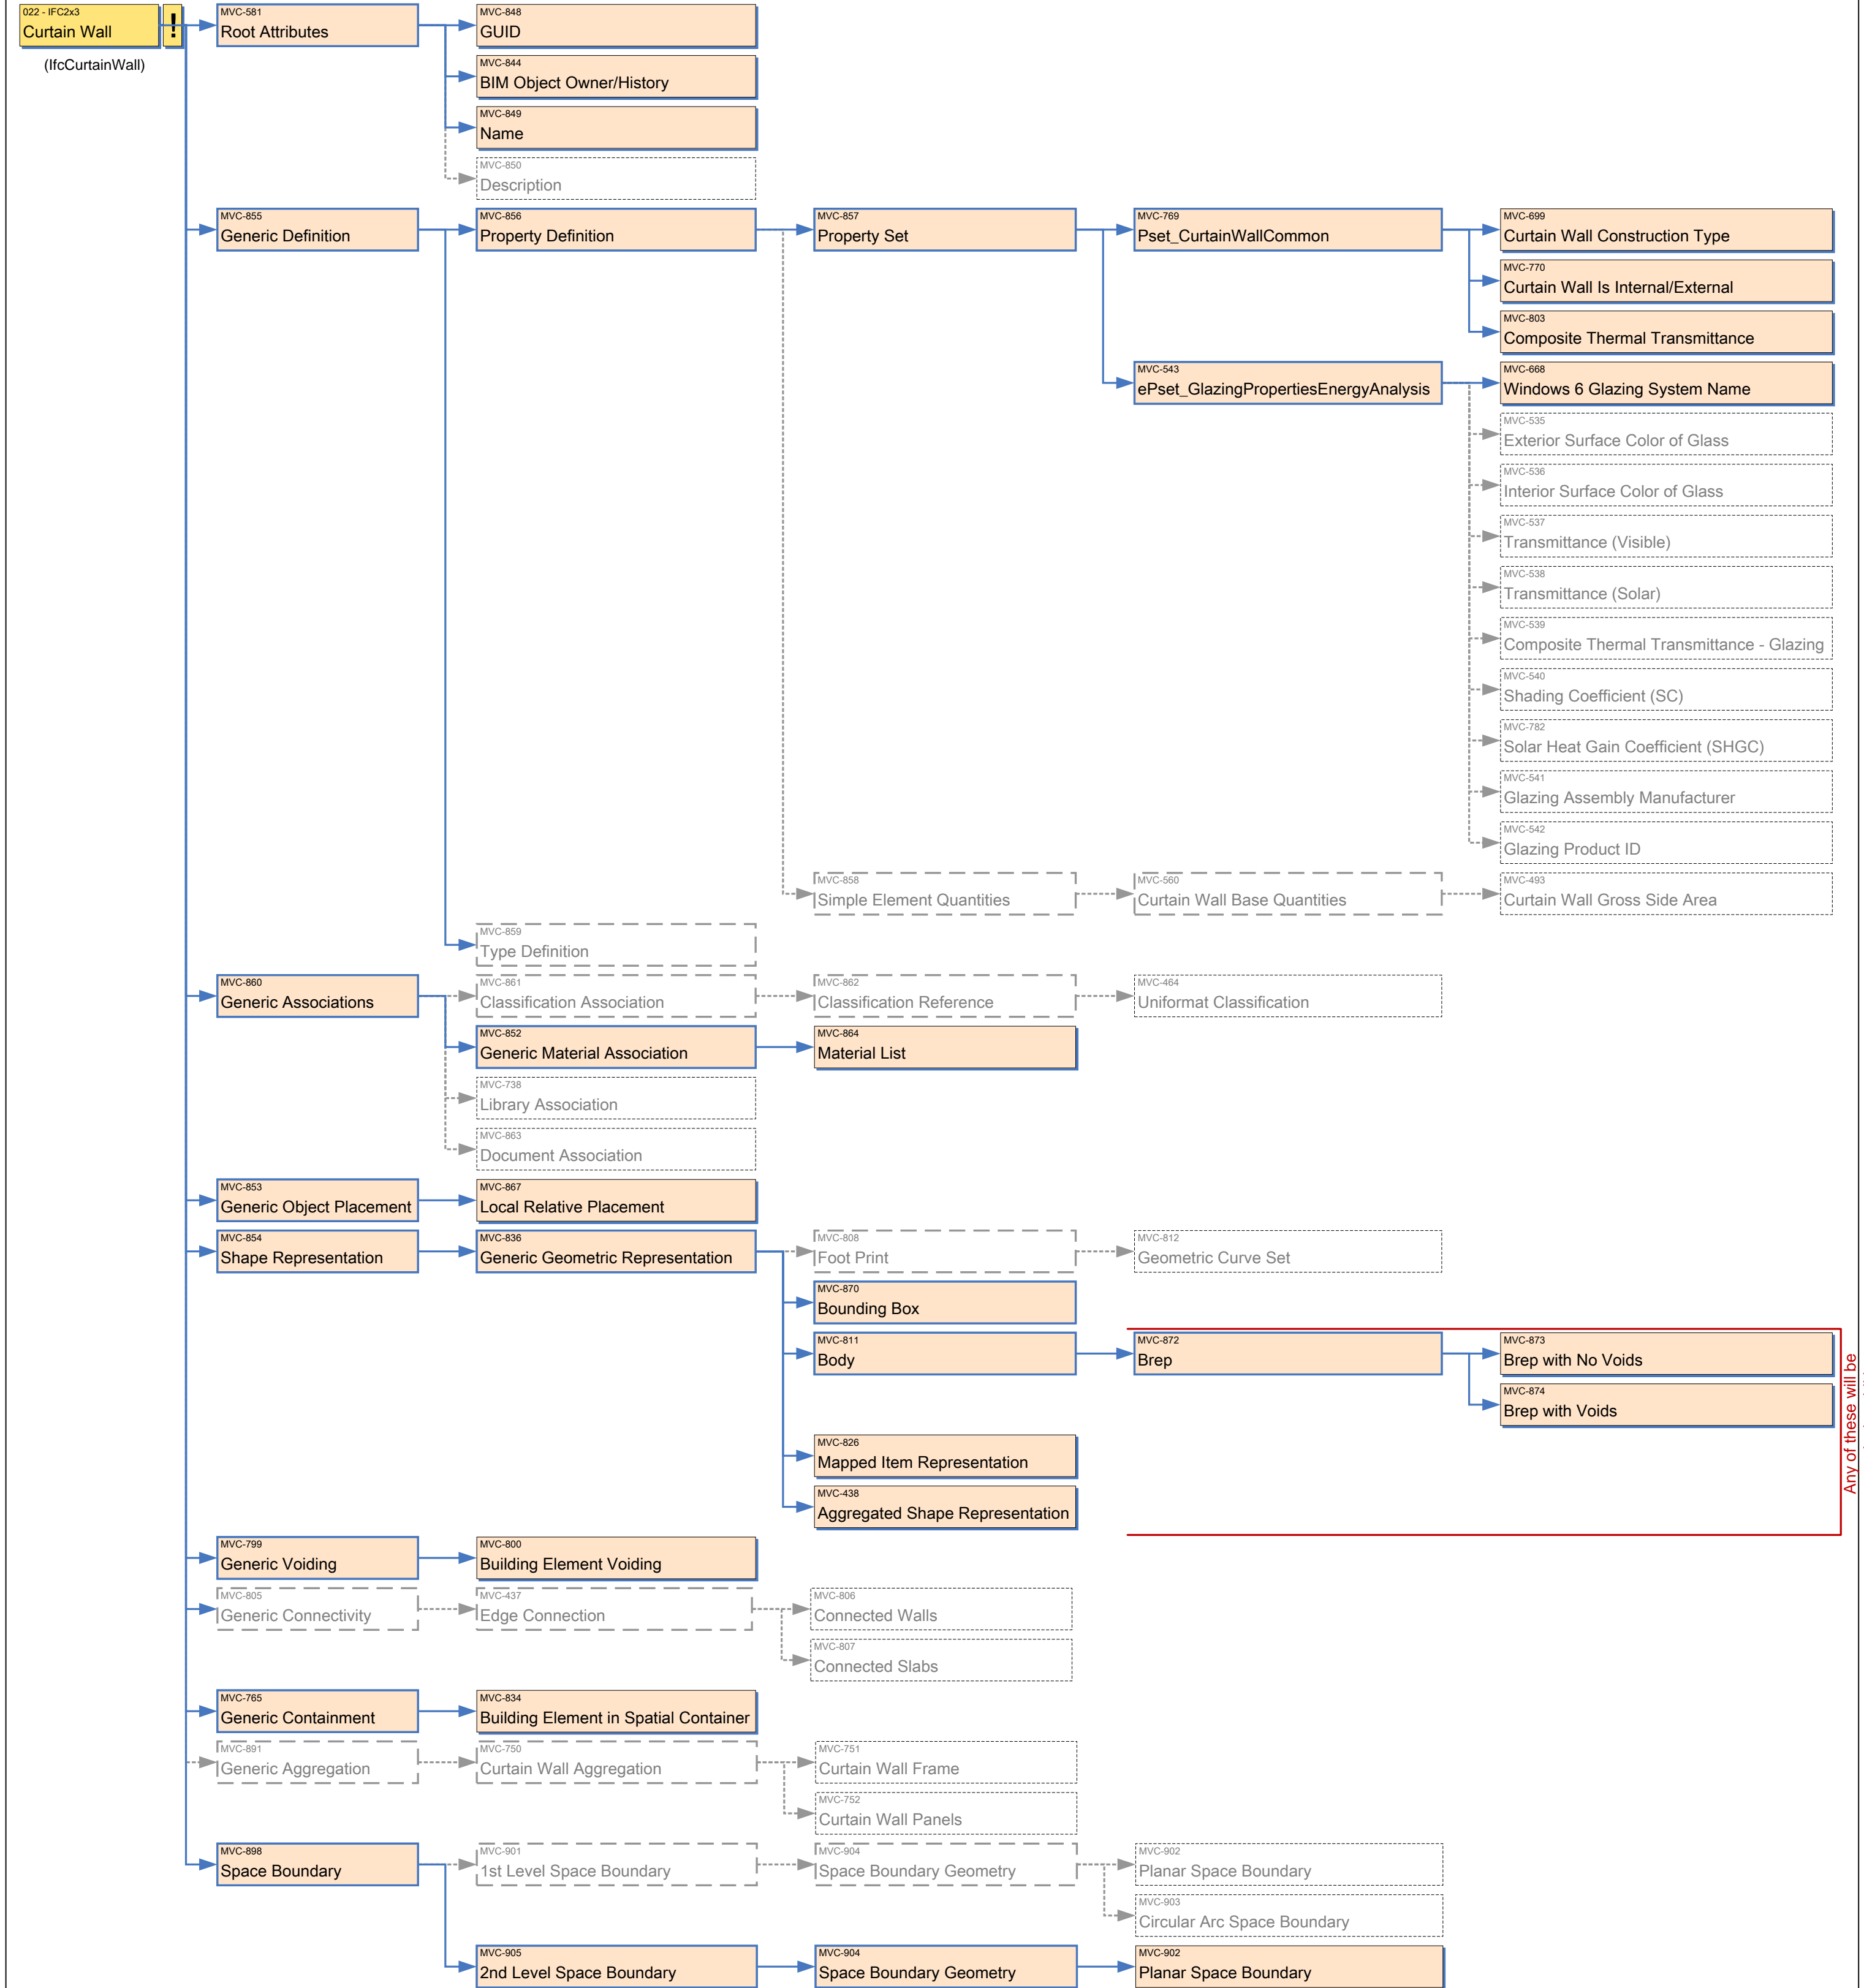 022 - IFC2x3
Curtain Wall
!
(IfcCurtainWall)
MVC-581
Root Attributes
MVC-848
GUID
MVC-844
BIM Object Owner/History
MVC-849
Name
MVC-850
Description
MVC-855
Generic Definition
MVC-856
Property Definition
MVC-857
Property Set
MVC-769
Pset_CurtainWallCommon
MVC-699
Curtain Wall Construction Type
MVC-770
Curtain Wall Is Internal/External
MVC-803
Composite Thermal Transmittance
MVC-543
ePset_GlazingPropertiesEnergyAnalysis
MVC-668
Windows 6 Glazing System Name
MVC-535
Exterior Surface Color of Glass
MVC-536
Interior Surface Color of Glass
MVC-537
Transmittance (Visible)
MVC-538
Transmittance (Solar)
MVC-539
Composite Thermal Transmittance - Glazing
MVC-540
Shading Coefficient (SC)
MVC-782
Solar Heat Gain Coefficient (SHGC)
MVC-541
Glazing Assembly Manufacturer
MVC-542
Glazing Product ID
MVC-858
Simple Element Quantities
MVC-560
Curtain Wall Base Quantities
MVC-493
Curtain Wall Gross Side Area
MVC-859
Type Definition
MVC-860
Generic Associations
MVC-861
Classification Association
MVC-862
Classification Reference
MVC-464
Uniformat Classification
MVC-852
Generic Material Association
MVC-864
Material List
MVC-738
Library Association
MVC-863
Document Association
MVC-853
Generic Object Placement
MVC-867
Local Relative Placement
MVC-854
Shape Representation
MVC-836
Generic Geometric Representation
MVC-808
Foot Print
MVC-812
Geometric Curve Set
MVC-870
Bounding Box
MVC-811
Body
MVC-872
Brep
MVC-873
Brep with No Voids
MVC-874
Brep with Voids
Any of these will be
MVC-826
Mapped Item Representation
MVC-438
Aggregated Shape Representation
MVC-799
Generic Voiding
MVC-800
Building Element Voiding
MVC-805
Generic Connectivity
MVC-437
Edge Connection
MVC-806
Connected Walls
MVC-807
Connected Slabs
MVC-765
Generic Containment
MVC-834
Building Element in Spatial Container
MVC-891
Generic Aggregation
MVC-750
Curtain Wall Aggregation
MVC-751
Curtain Wall Frame
MVC-752
Curtain Wall Panels
MVC-898
Space Boundary
MVC-901
1st Level Space Boundary
MVC-904
Space Boundary Geometry
MVC-902
Planar Space Boundary
MVC-903
Circular Arc Space Boundary
MVC-905
2nd Level Space Boundary
MVC-904
Space Boundary Geometry
MVC-902
Planar Space Boundary